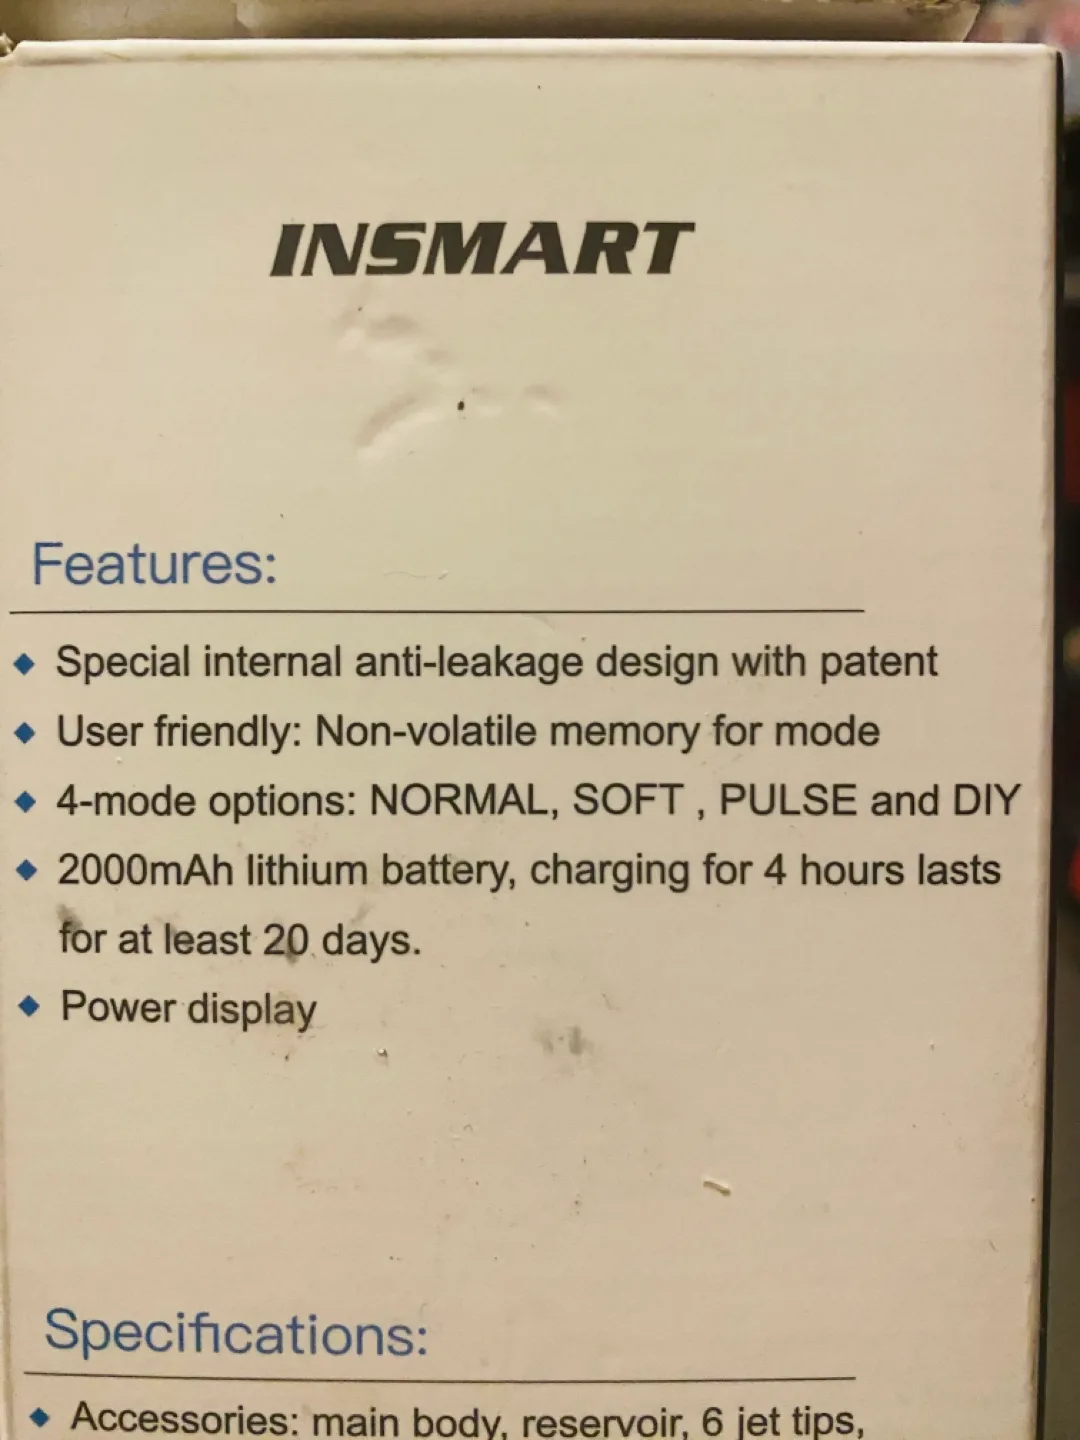 INSMART
Features:
◆ Special internal anti-leakage design with patent
◆ User friendly: Non-volatile memory for mode
◆ 4-mode options: NORMAL, SOFT , PULSE and DIY
◆ 2000mAh lithium battery, charging for 4 hours lasts
for at least 20 days.
◆ Power display
Specifications:
◆ Accessories: main body, reservoir, 6 jet tips,